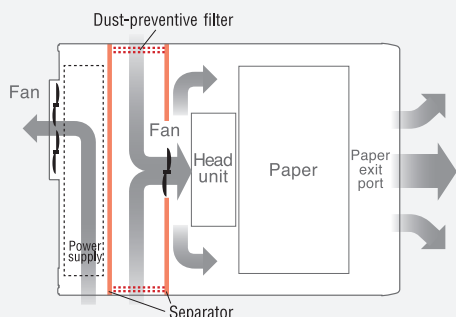 Dust-preventive filter
Fan
Fan
Head
unit
Paper
Paper
exit
port
Power
supply
Separator